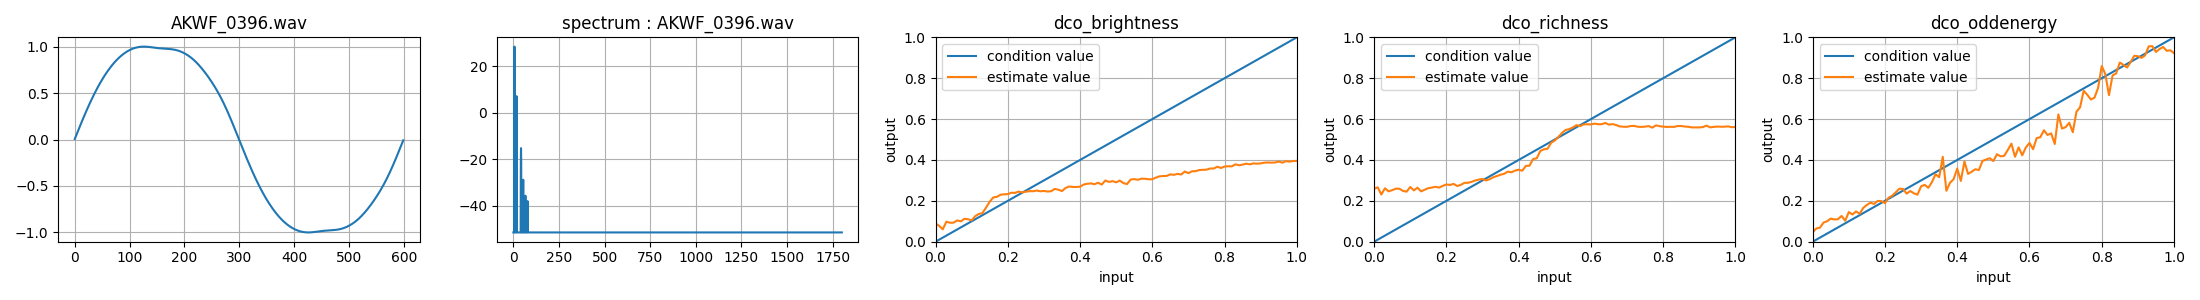 AKWF_0396.wav
1.0
0.5
0.0
−0.5
−1.0
0 100 200 300 400 500 600
spectrum : AKWF_0396.wav
20
0
−20
−40
0 250 500 750 1000 1250 1500 1750
dco_brightness
condition value
estimate value
output
1.0
0.8
0.6
0.4
0.2
0.0
0.0 0.2 0.4 0.6 0.8 1.0
input
dco_richness
condition value
estimate value
output
1.0
0.8
0.6
0.4
0.2
0.0
0.0 0.2 0.4 0.6 0.8 1.0
input
dco_oddenergy
condition value
estimate value
output
1.0
0.8
0.6
0.4
0.2
0.0
0.0 0.2 0.4 0.6 0.8 1.0
input